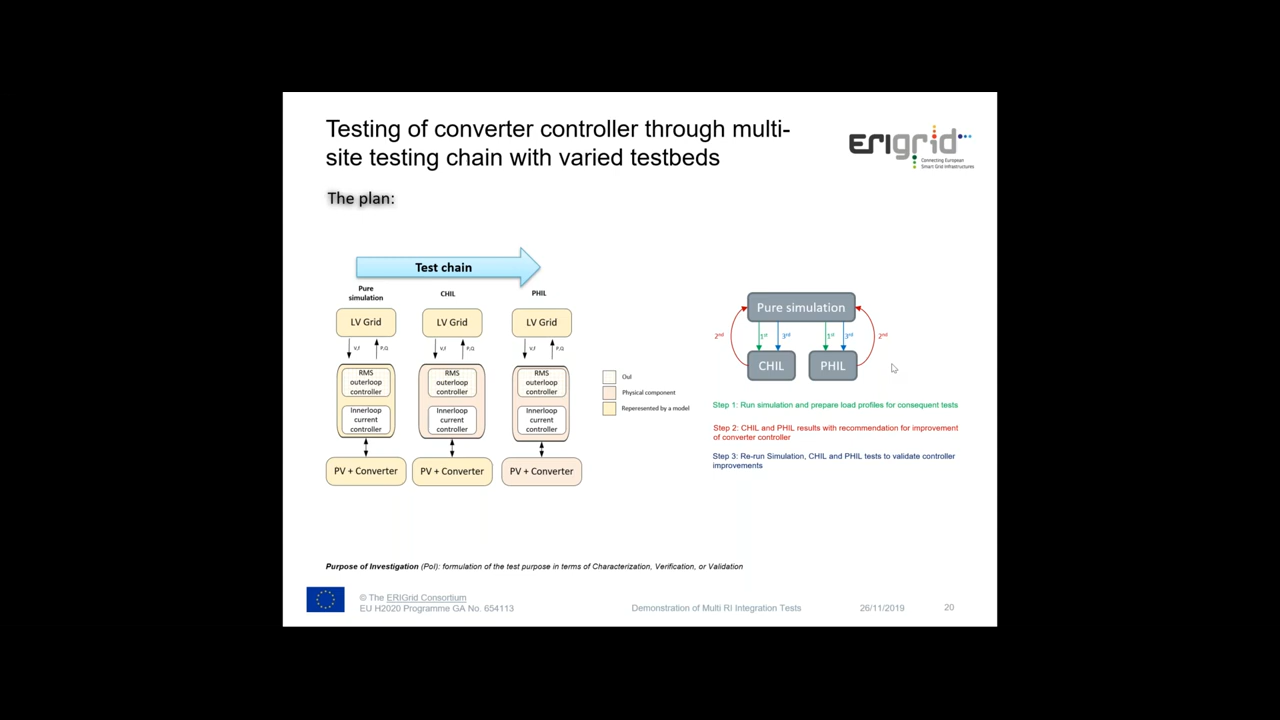 Testing of converter controller through multi-
site testing chain with varied testbeds
ERIgrid
Connecting European
Smart Grid Infrastructures
The plan:
Test chain
Pure
simulation
CHIL
PHIL
LV Grid
LV Grid
LV Grid
V,f
P,Q
V,f
P,Q
V,f
P,Q
RMS
outerloop
controller
RMS
outerloop
controller
RMS
outerloop
controller
Innerloop
current
controller
Innerloop
current
controller
Innerloop
current
controller
PV + Converter
PV + Converter
PV + Converter
OuI
Physical component
Reperesented by a model
Pure simulation
2nd
1st
3rd
1st
3rd
2nd
CHIL
PHIL
Step 1: Run simulation and prepare load profiles for consequent tests
Step 2: CHIL and PHIL results with recommendation for improvement
of converter controller
Step 3: Re-run Simulation, CHIL and PHIL tests to validate controller
improvements
Purpose of Investigation (PoI): formulation of the test purpose in terms of Characterization, Verification, or Validation
© The ERIGrid Consortium
EU H2020 Programme GA No. 654113
Demonstration of Multi RI Integration Tests
26/11/2019
20